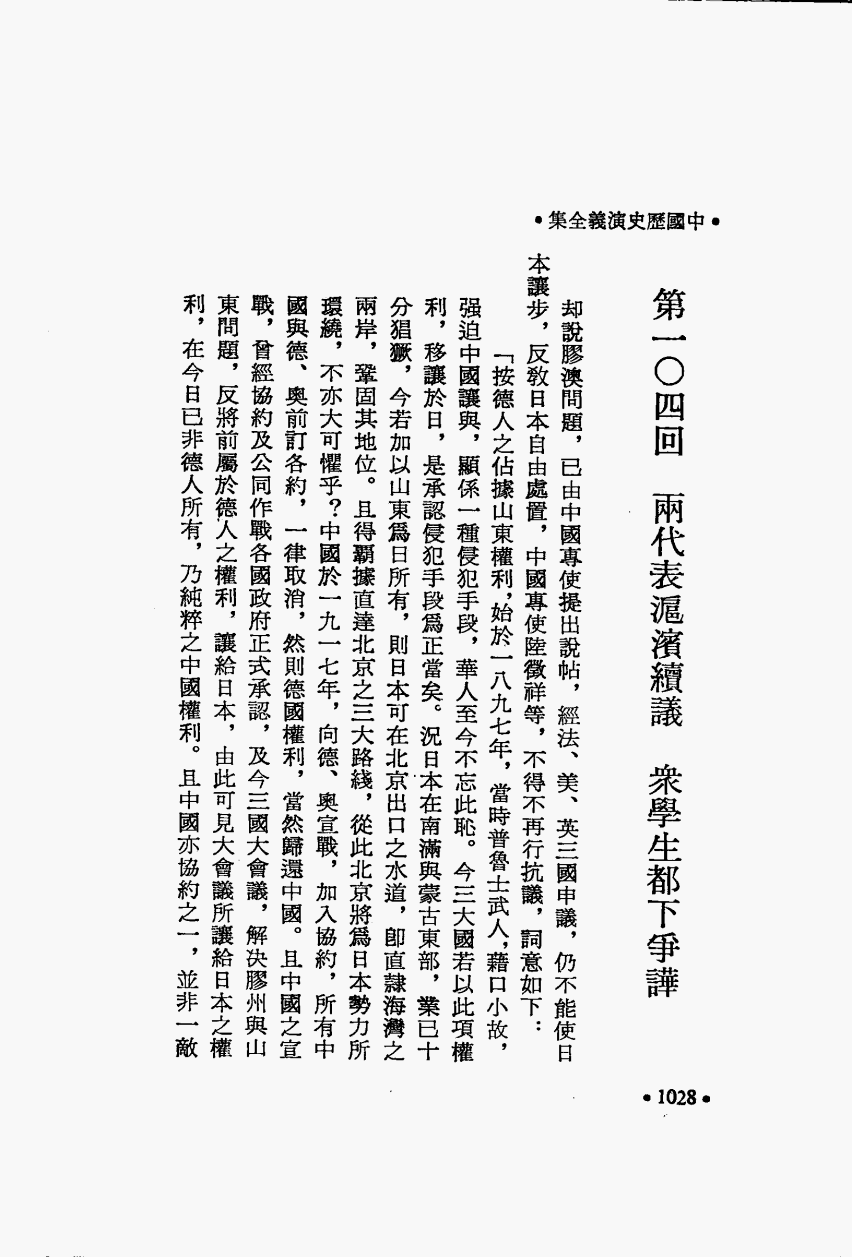 •中國歷史演義全集•
第一〇四回　兩代表滬濱續議　衆學生都下爭譁
却說膠澳問題，已由中國專使提出說帖，經法、美、英三國申議，仍不能使日
本讓步，反敎日本自由處置，中國專使陸徵祥等，不得不再行抗議，詞意如下：
「按德人之佔據山東權利，始於一八九七年，當時普魯士武人，藉口小故，
强迫中國讓與，顯係一種侵犯手段，華人至今不忘此恥。今三大國若以此項權
利，移讓於日，是承認侵犯手段爲正當矣。況日本在南滿與蒙古東部，業已十
分猖獗，今若加以山東爲日所有，則日本可在北京出口之水道，卽直隷海灣之
兩岸，鞏固其地位。且得覇據直達北京之三大路綫，從此北京將爲日本勢力所
環繞，不亦大可懼乎？中國於一九一七年，向德、奧宣戰，加入協約，所有中
國與德、奧前訂各約，一律取消，然則德國權利，當然歸還中國。且中國之宣
戰，曾經協約及公同作戰各國政府正式承認，及今三國大會議，解決膠州與山
東問題，反將前屬於德人之權利，讓給日本，由此可見大會議所讓給日本之權
利，在今日已非德人所有，乃純粹之中國權利。且中國亦協約之一，並非一敵
•1028•